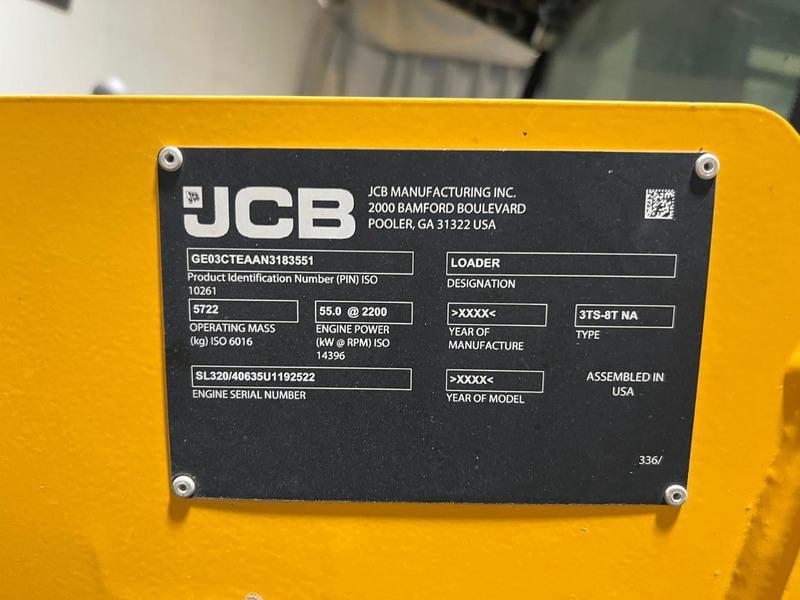 JCB
JCB MANUFACTURING INC.
2000 BAMFORD BOULEVARD
POOLER, GA 31322 USA
GE03CTEAAN3183551
Product Identification Number (PIN) ISO
10261
LOADER
DESIGNATION
5722
OPERATING MASS
(kg) ISO 6016
55.0 @ 2200
ENGINE POWER
(kW @ RPM) ISO
14396
>XXXX<
YEAR OF
MANUFACTURE
3TS-8T NA
TYPE
SL320/40635U1192522
ENGINE SERIAL NUMBER
>XXXX<
YEAR OF MODEL
ASSEMBLED IN
USA
336/